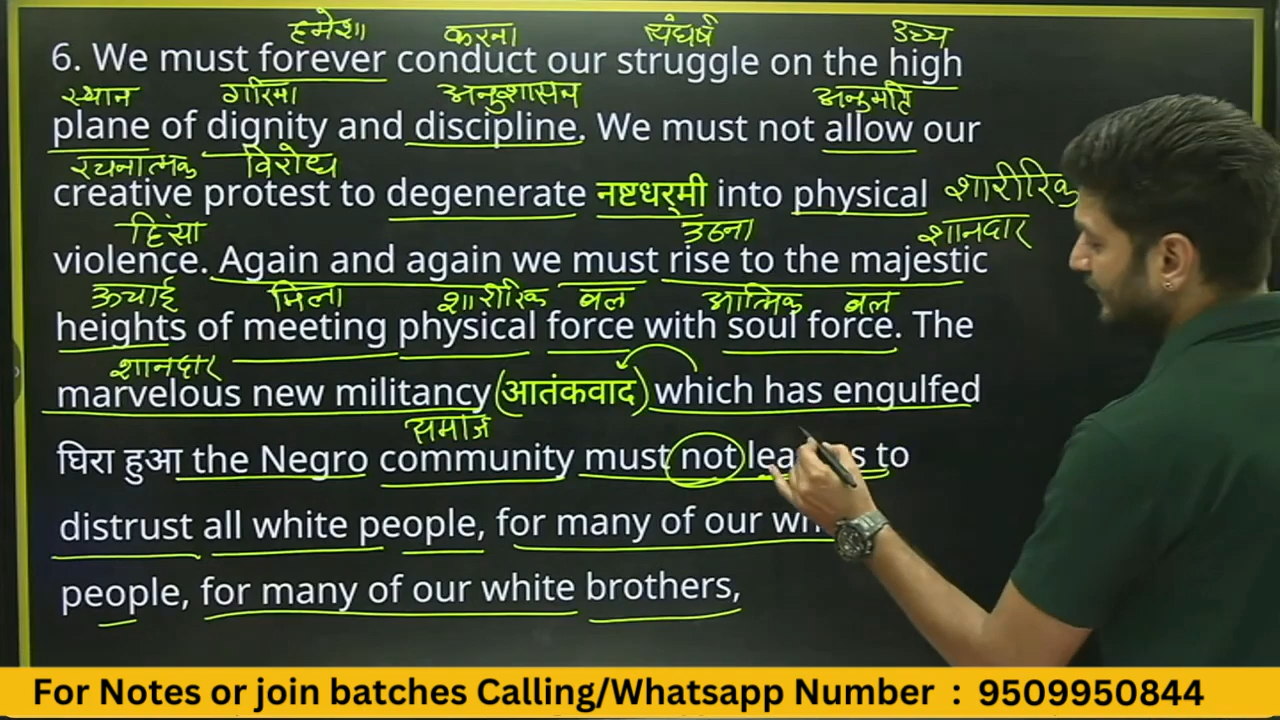 हमेशा करना संघर्ष उच्च
6. We must forever conduct our struggle on the high
स्थान गरिमा अनुशासन अनुमति
plane of dignity and discipline. We must not allow our
रचनात्मक विरोध
creative protest to degenerate नष्टधर्मी into physical शारीरिक
हिंसा उठना शानदार
violence. Again and again we must rise to the majestic
ऊचाई मिला शारीरिक बल आत्मिक बल
heights of meeting physical force with soul force. The
शानदार
marvelous new militancy (आतंकवाद) which has engulfed
समाज
घिरा हुआ the Negro community must not to
distrust all white people, for many of our
people, for many of our white brothers,
For Notes or join batches Calling/Whatsapp Number : 9509950844